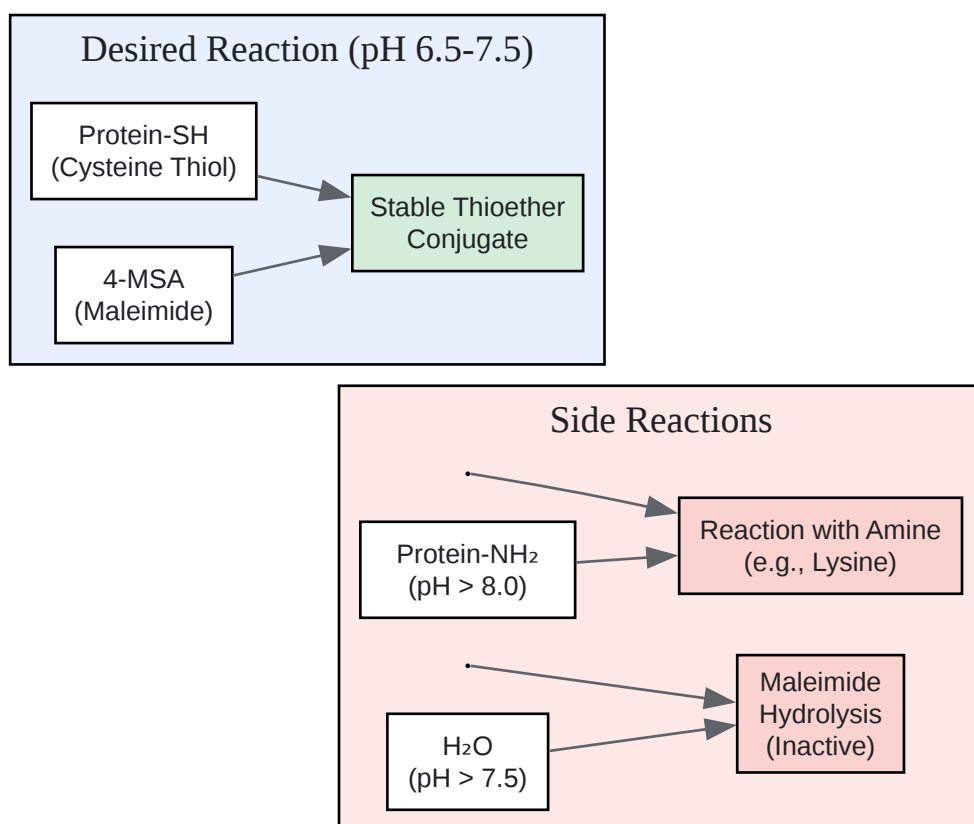 Desired Reaction (pH 6.5-7.5)
Protein-SH
(Cysteine Thiol)
Stable Thioether
Conjugate
4-MSA
(Maleimide)
Side Reactions
Reaction with Amine
(e.g., Lysine)
Protein-NH₂
(pH > 8.0)
Maleimide
Hydrolysis
(Inactive)
H₂O
(pH > 7.5)